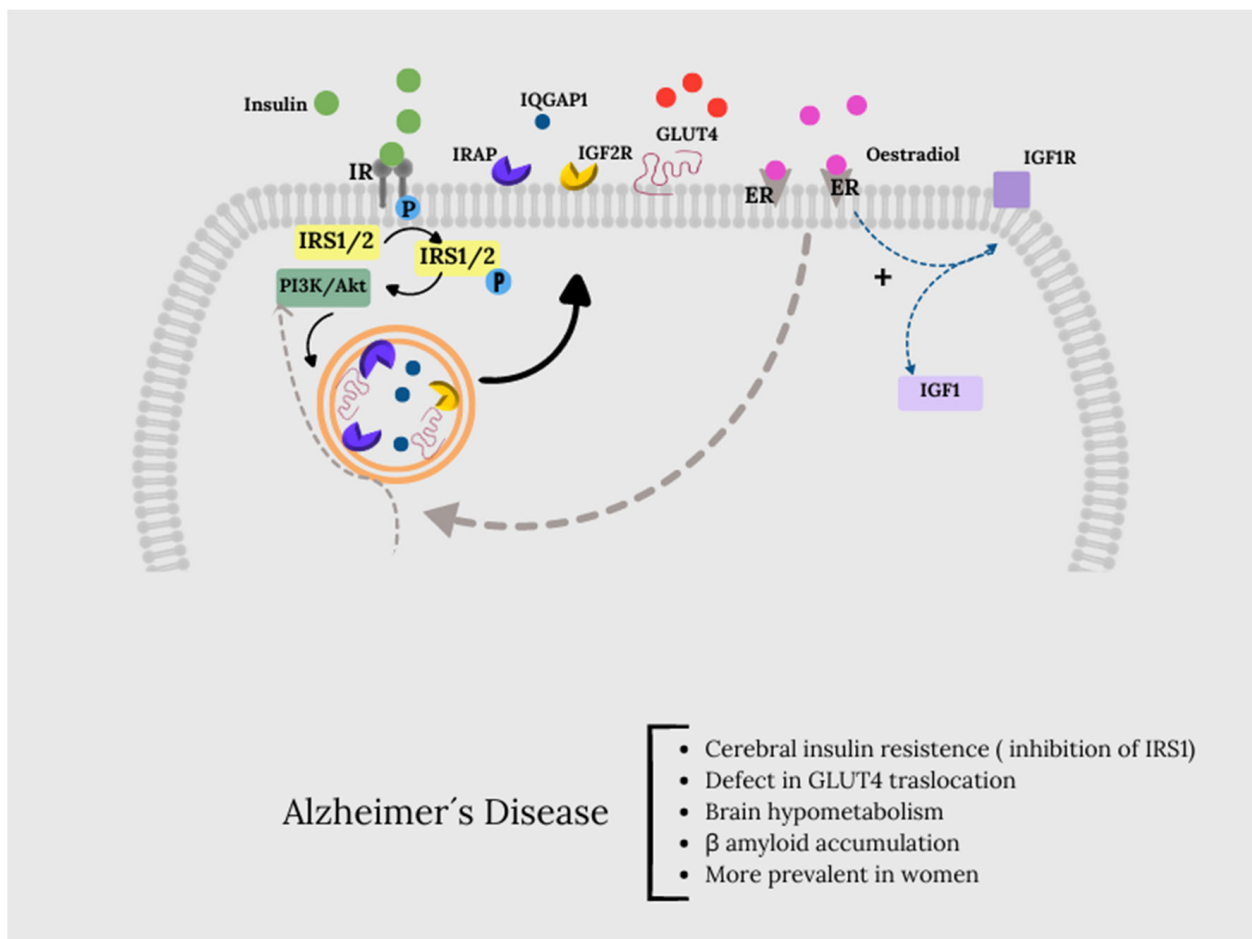 Insulin
IQGAP1
GLUT4
IRAP
IGF2R
IR
Oestradiol
IGF1R
ER
ER
P
IRS1/2
IRS1/2
P
PI3K/Akt
+
IGF1
Alzheimer´s Disease
• Cerebral insulin resistence ( inhibition of IRS1)
• Defect in GLUT4 traslocation
• Brain hypometabolism
• β amyloid accumulation
• More prevalent in women